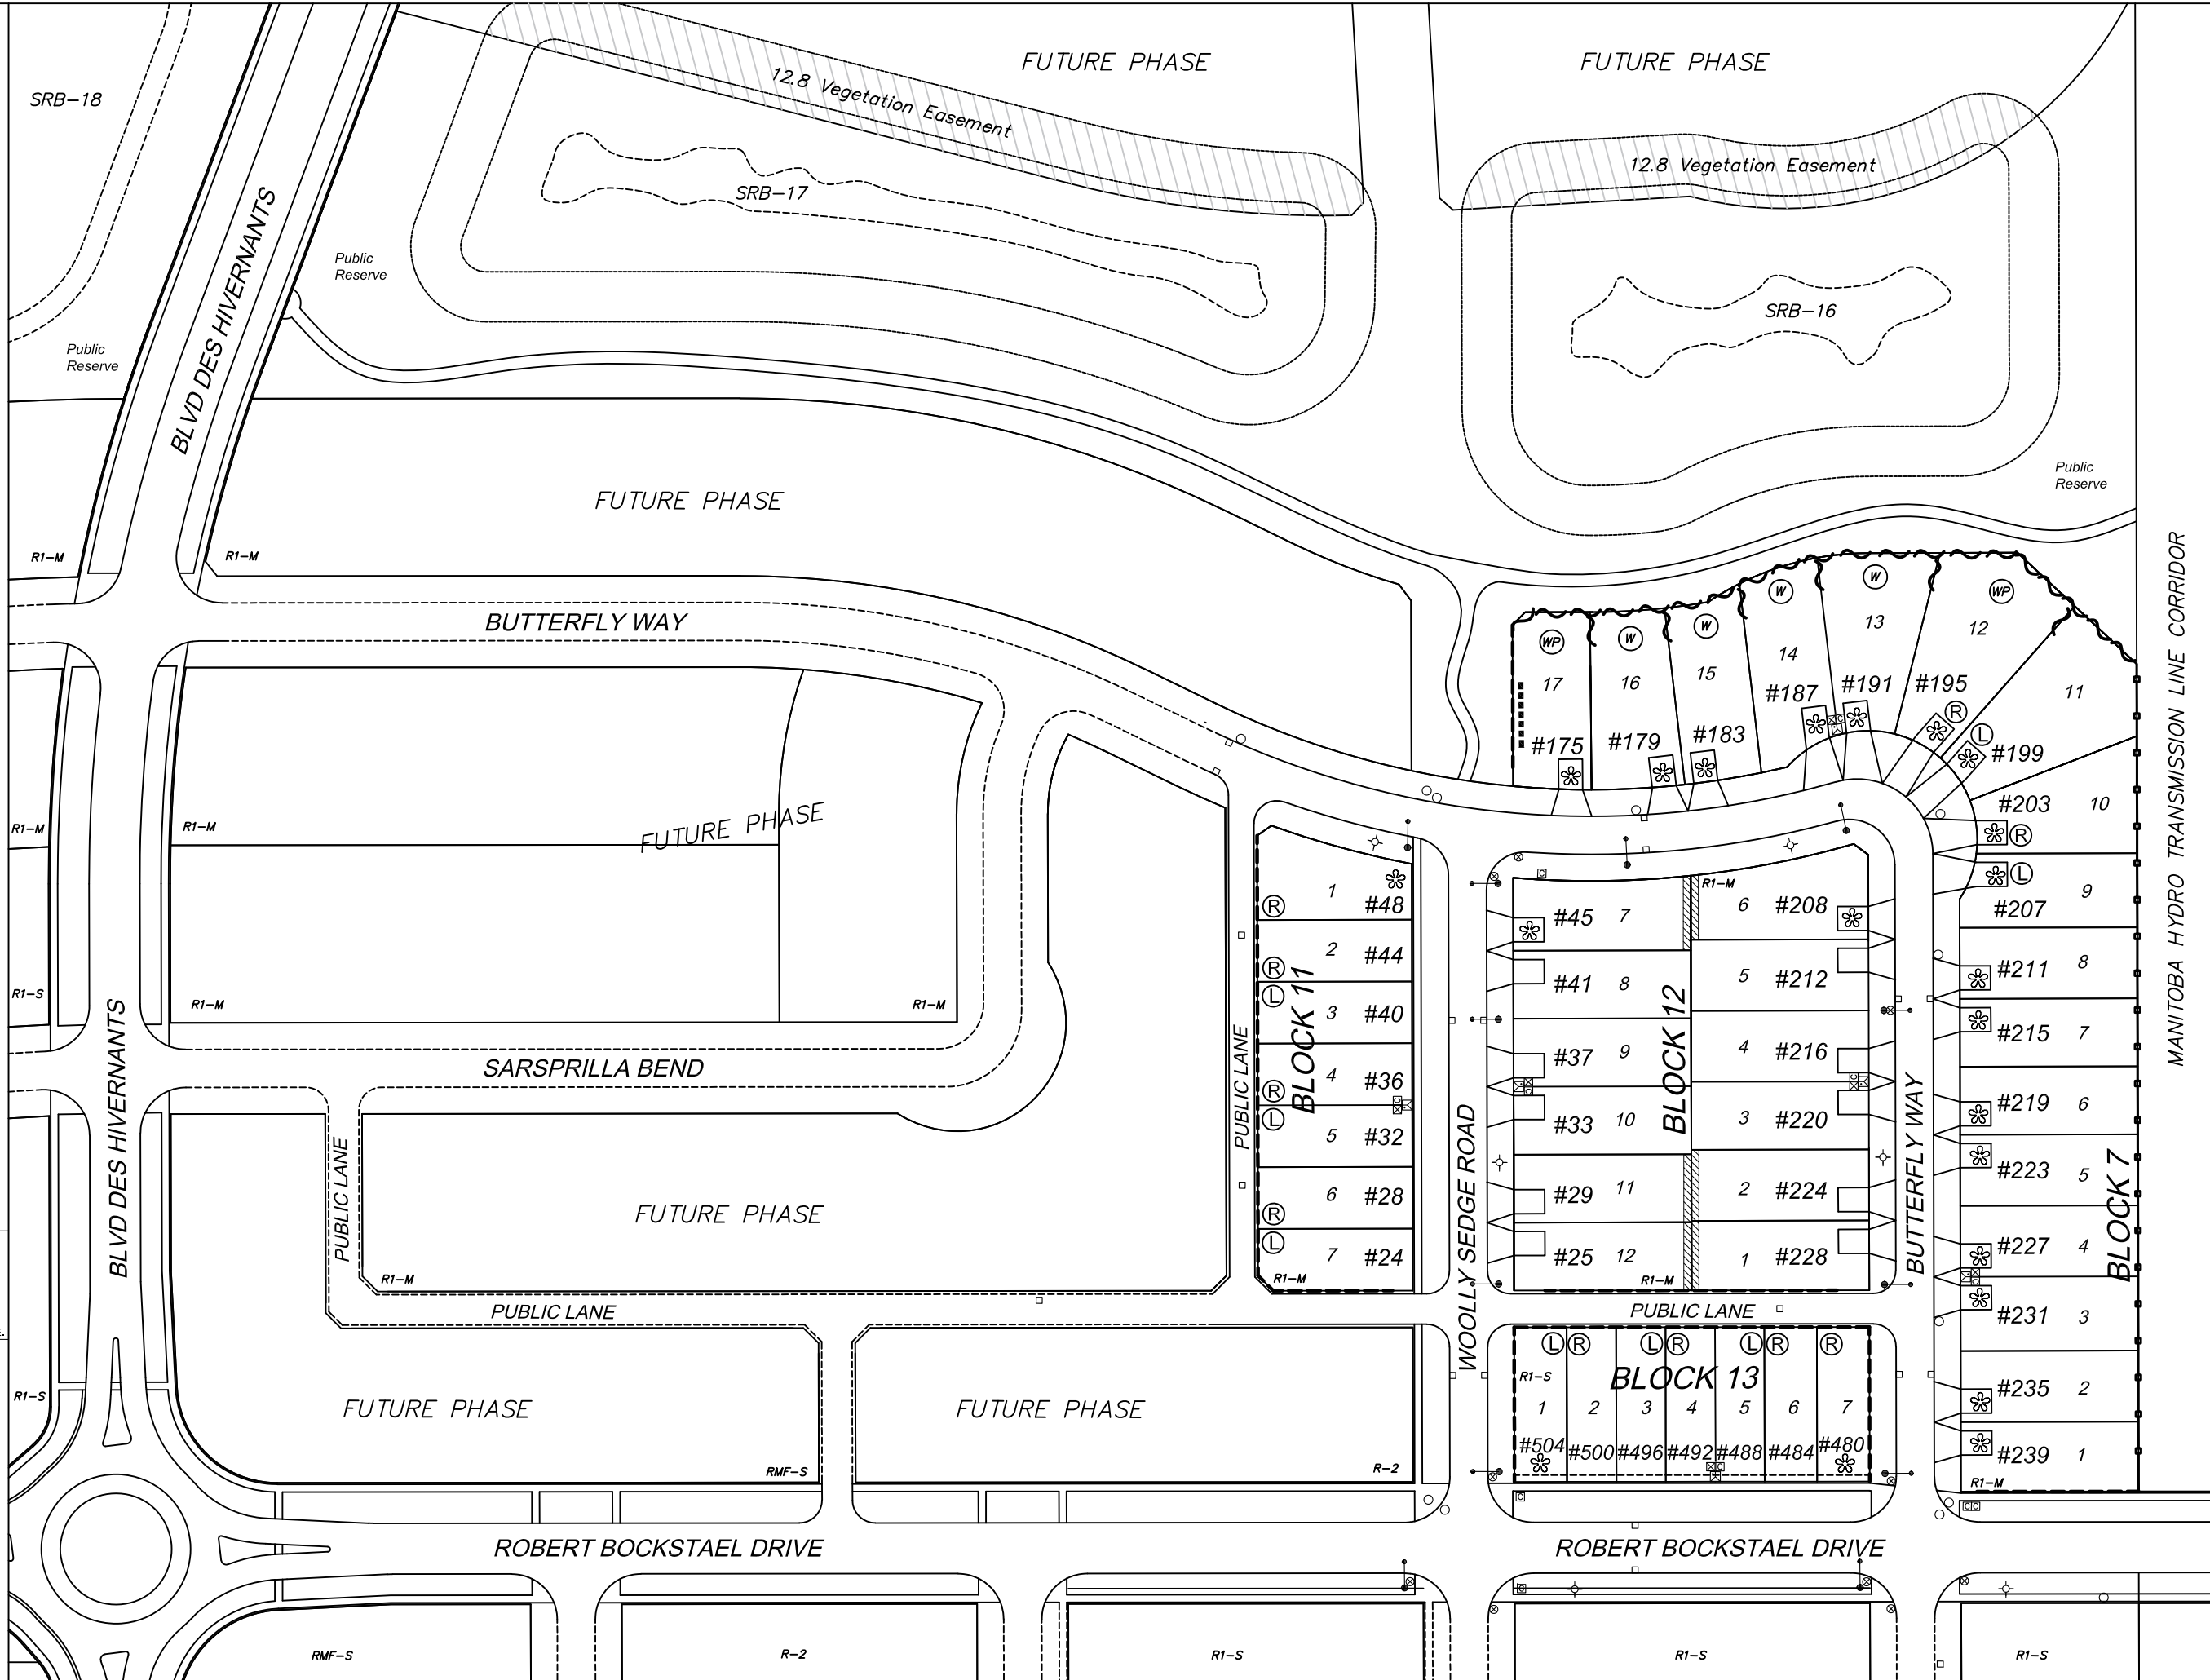 FUTURE PHASE
FUTURE PHASE
SRB-18
12.8 Vegetation Easement
12.8 Vegetation Easement
SRB-17
BLVD DES HIVERNANTS
Public
Reserve
SRB-16
Public
Reserve
Public
Reserve
FUTURE PHASE
R1-M
R1-M
MANITOBA HYDRO TRANSMISSION LINE CORRIDOR
BUTTERFLY WAY
WP
W
W
W
W
WP
17
16
15
14
13
12
11
#175
#179
#183
#187
#191
#195
R
L
#199
#203
10
R
L
#207
9
R1-M
R1-M
FUTURE PHASE
R1-S
R1-M
R1-M
SARSPRILLA BEND
BLVD DES HIVERNANTS
PUBLIC LANE
FUTURE PHASE
R1-M
PUBLIC LANE
PUBLIC LANE
BLOCK 11
1
#48
R
2
#44
R
L
3
#40
4
#36
R
L
5
#32
6
#28
R
L
7
#24
R1-M
WOOLLY SEDGE ROAD
R1-M
#45
7
6
#208
#41
8
5
#212
BLOCK 12
#37
9
4
#216
#33
10
3
#220
#29
11
2
#224
#25
12
1
#228
R1-M
BUTTERFLY WAY
#211
8
#215
7
#219
6
#223
5
BLOCK 7
#227
4
#231
3
#235
2
#239
1
R1-M
PUBLIC LANE
L
R
L
R
L
R
R
R1-S
BLOCK 13
1
2
3
4
5
6
7
#504
#500
#496
#492
#488
#484
#480
R1-S
FUTURE PHASE
FUTURE PHASE
RMF-S
R-2
ROBERT BOCKSTAEL DRIVE
ROBERT BOCKSTAEL DRIVE
RMF-S
R-2
R1-S
R1-S
R1-S